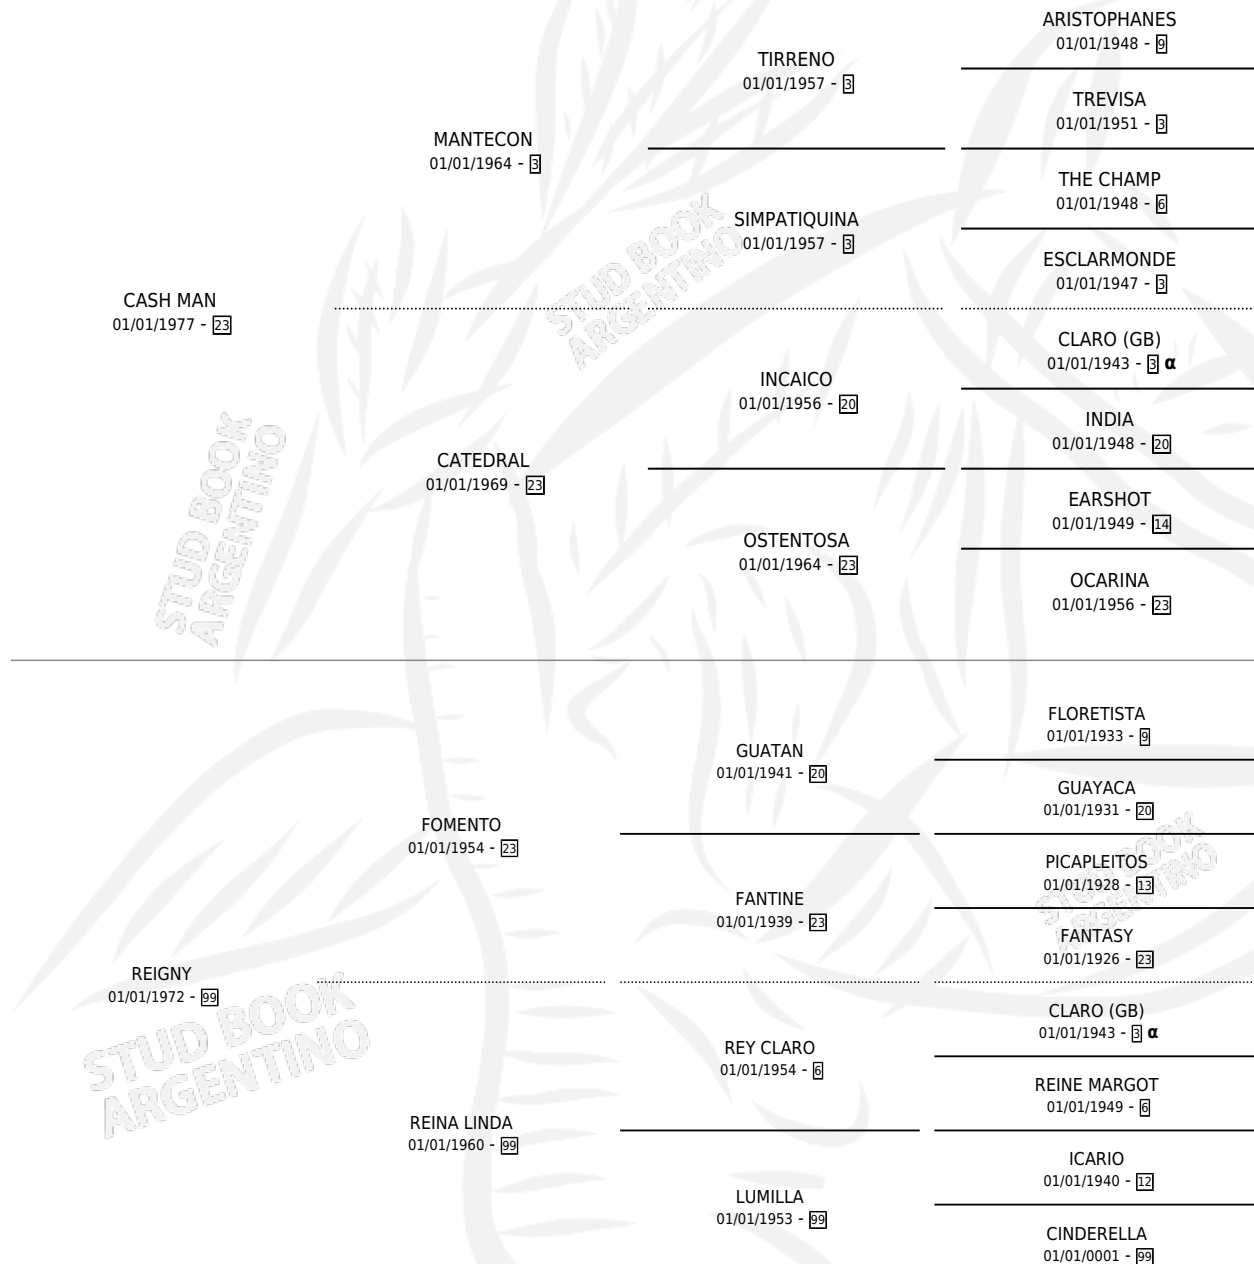 ARISTOPHANES
01/01/1948 - 9
TIRRENO
01/01/1957 - 3
TREVISA
01/01/1951 - 3
MANTECON
01/01/1964 - 3
THE CHAMP
01/01/1948 - 6
SIMPATIQUINA
01/01/1957 - 3
ESCLARMONDE
01/01/1947 - 3
CASH MAN
01/01/1977 - 23
CLARO (GB)
01/01/1943 - 3 α
INCAICO
01/01/1956 - 20
INDIA
01/01/1948 - 20
CATEDRAL
01/01/1969 - 23
EARSHOT
01/01/1949 - 14
OSTENTOSA
01/01/1964 - 23
OCARINA
01/01/1956 - 23
FLORETISTA
01/01/1933 - 9
GUATAN
01/01/1941 - 20
GUAYACA
01/01/1931 - 20
FOMENTO
01/01/1954 - 23
PICAPLEITOS
01/01/1928 - 13
FANTINE
01/01/1939 - 23
FANTASY
01/01/1926 - 23
REIGNY
01/01/1972 - 99
CLARO (GB)
01/01/1943 - 3 α
REY CLARO
01/01/1954 - 6
REINE MARGOT
01/01/1949 - 6
REINA LINDA
01/01/1960 - 99
ICARIO
01/01/1940 - 12
LUMILLA
01/01/1953 - 99
CINDERELLA
01/01/0001 - 99
STUD BOOK
ARGENTINO
STUD BOOK
ARGENTINO
STUD BOOK
ARGENTINO
STUD BOOK
ARGENTINO